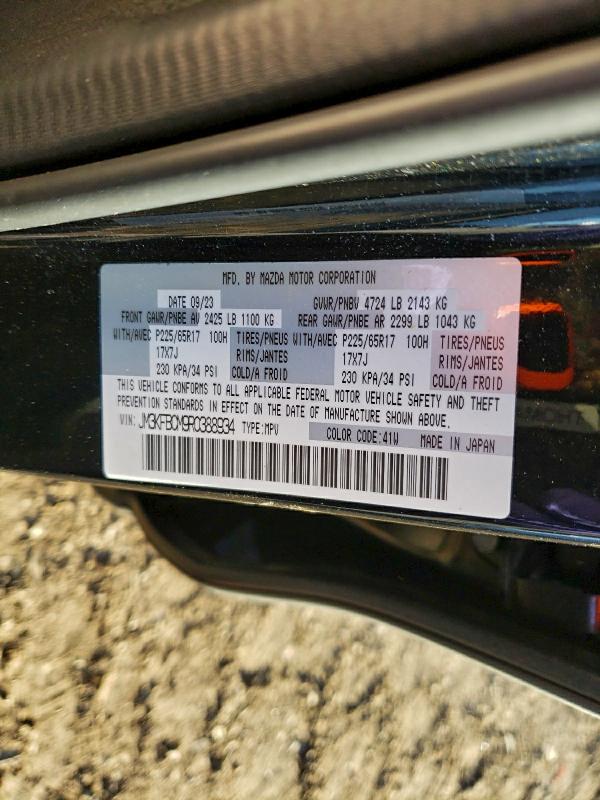 MFD. BY MAZDA MOTOR CORPORATION
DATE 09/23 GVWR/PNBV 4724 LB 2143 KG
FRONT GAWR/PNBE AV 2425 LB 1100 KG REAR GAWR/PNBE AR 2299 LB 1043 KG
WITH/AVEC P225/65R17 100H TIRES/PNEUS WITH/AVEC P225/65R17 100H TIRES/PNEUS
17X7J RIMS/JANTES 17X7J RIMS/JANTES
230 KPA/34 PSI COLD/A FROID 230 KPA/34 PSI COLD/A FROID
THIS VEHICLE CONFORMS TO ALL APPLICABLE FEDERAL MOTOR VEHICLE SAFETY AND THEFT
PREVENTION STANDARDS IN EFFECT ON THE DATE OF MANUFACTURE SHOWN ABOVE.
VIN: JM3KFBCM9R0388934 TYPE:MPV COLOR CODE:41W MADE IN JAPAN